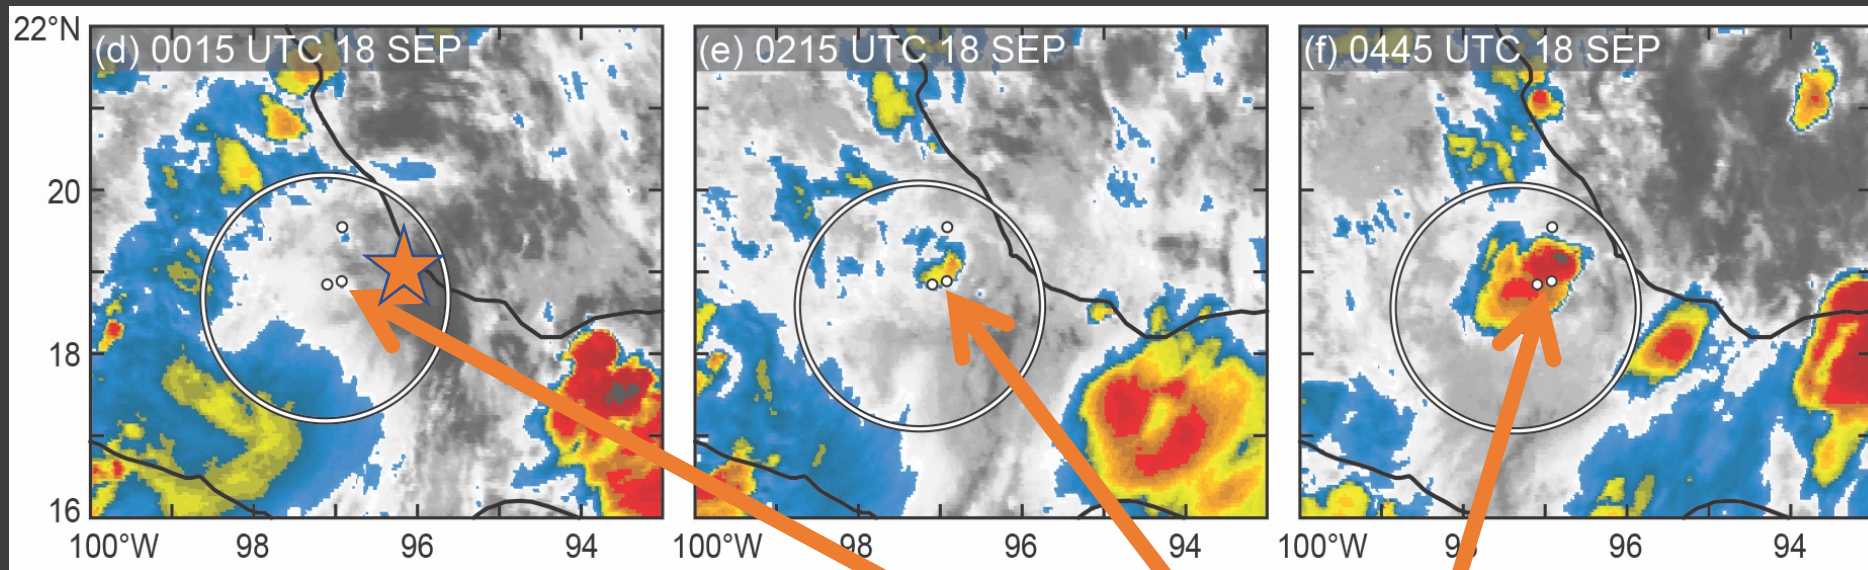 22°N
(d) 0015 UTC 18 SEP
(e) 0215 UTC 18 SEP
(f) 0445 UTC 18 SEP
20
18
16
100°W 98 96 94
100°W 98 96 94
100°W 98 96 94